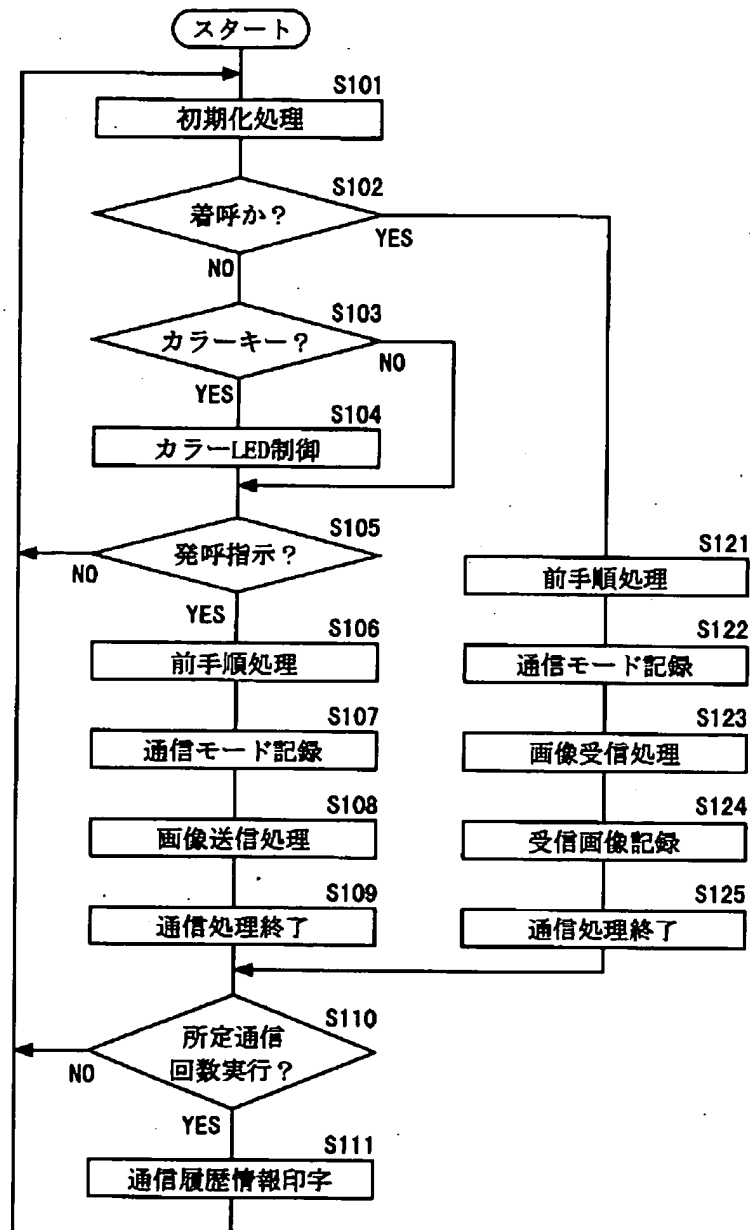 スタート
S101
初期化処理
S102
着呼か?
YES
NO
S103
カラーキー?
NO
YES
S104
カラーLED制御
S105
発呼指示?
NO
YES
S106
前手順処理
S107
通信モード記録
S108
画像送信処理
S109
通信処理終了
S121
前手順処理
S122
通信モード記録
S123
画像受信処理
S124
受信画像記録
S125
通信処理終了
S110
所定通信
回数実行?
NO
YES
S111
通信履歴情報印字